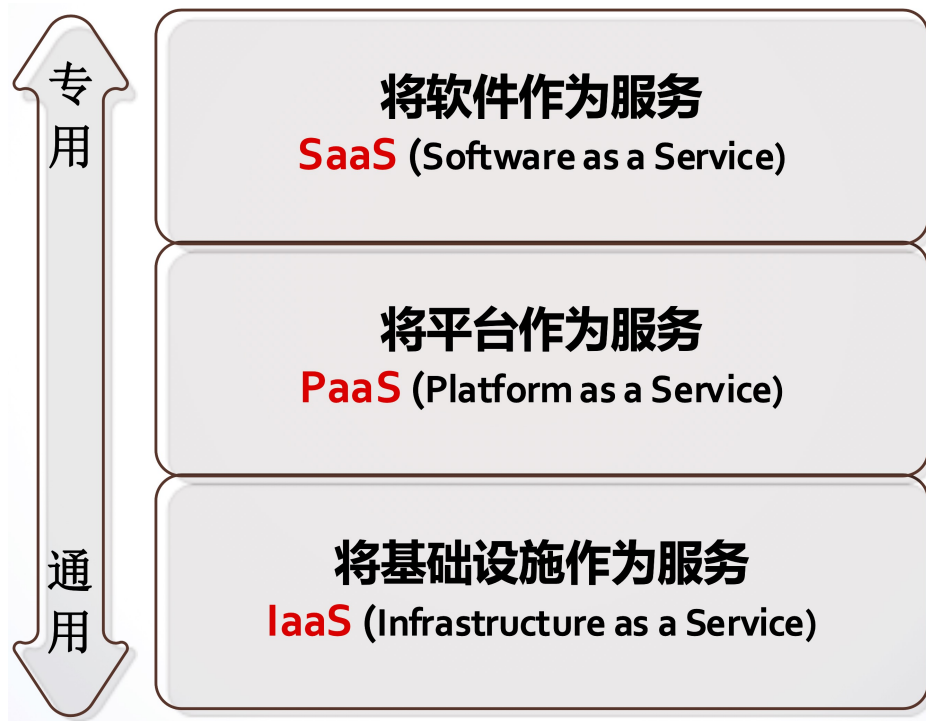 专用
将软件作为服务
SaaS (Software as a Service)
将平台作为服务
PaaS (Platform as a Service)
通用
将基础设施作为服务
IaaS (Infrastructure as a Service)